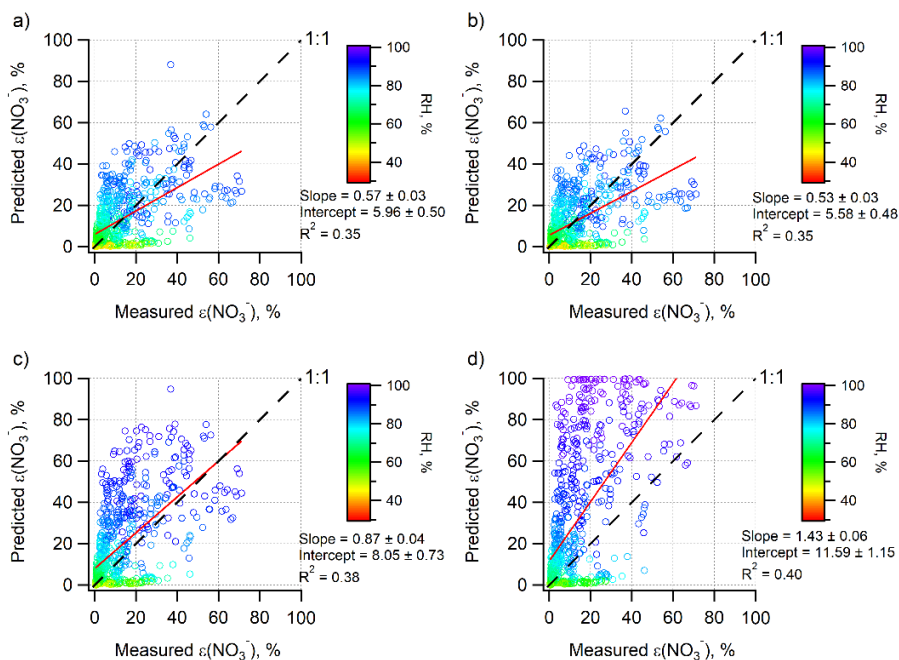 a)
1:1
100
80
60
40
20
0
Predicted ε(NO3-), %
0 20 40 60 80 100
Measured ε(NO3-), %
100
80
60
40
RH, %
Slope = 0.57 ± 0.03
Intercept = 5.96 ± 0.50
R2 = 0.35
b)
1:1
100
80
60
40
20
0
Predicted ε(NO3-), %
0 20 40 60 80 100
Measured ε(NO3-), %
100
80
60
40
RH, %
Slope = 0.53 ± 0.03
Intercept = 5.58 ± 0.48
R2 = 0.35
c)
1:1
100
80
60
40
20
0
Predicted ε(NO3-), %
0 20 40 60 80 100
Measured ε(NO3-), %
100
80
60
40
RH, %
Slope = 0.87 ± 0.04
Intercept = 8.05 ± 0.73
R2 = 0.38
d)
1:1
100
80
60
40
20
0
Predicted ε(NO3-), %
0 20 40 60 80 100
Measured ε(NO3-), %
100
80
60
40
RH, %
Slope = 1.43 ± 0.06
Intercept = 11.59 ± 1.15
R2 = 0.40